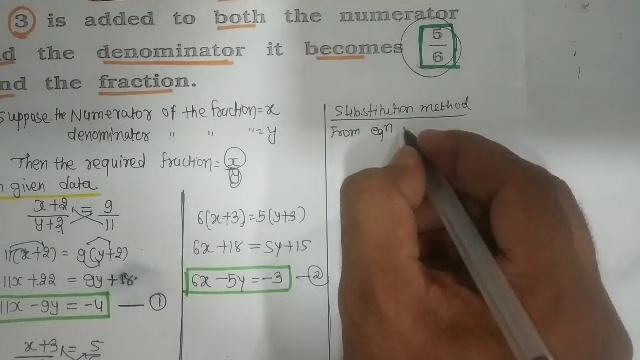 3 is added to both the numerator
d the denominator it becomes 5/6
nd the fraction.
Suppose the Numerator of the fraction = x
denominator " " " = y
Then the required fraction = x/y
given data
x+2/y+2 = 9/11
11(x+2) = 9(y+2)
11x+22 = 9y+18
11x-9y = -4 — ①
x+3 = 5
6(x+3) = 5(y+3)
6x+18 = 5y+15
6x-5y = -3 — ②
Substitution method
From eqn